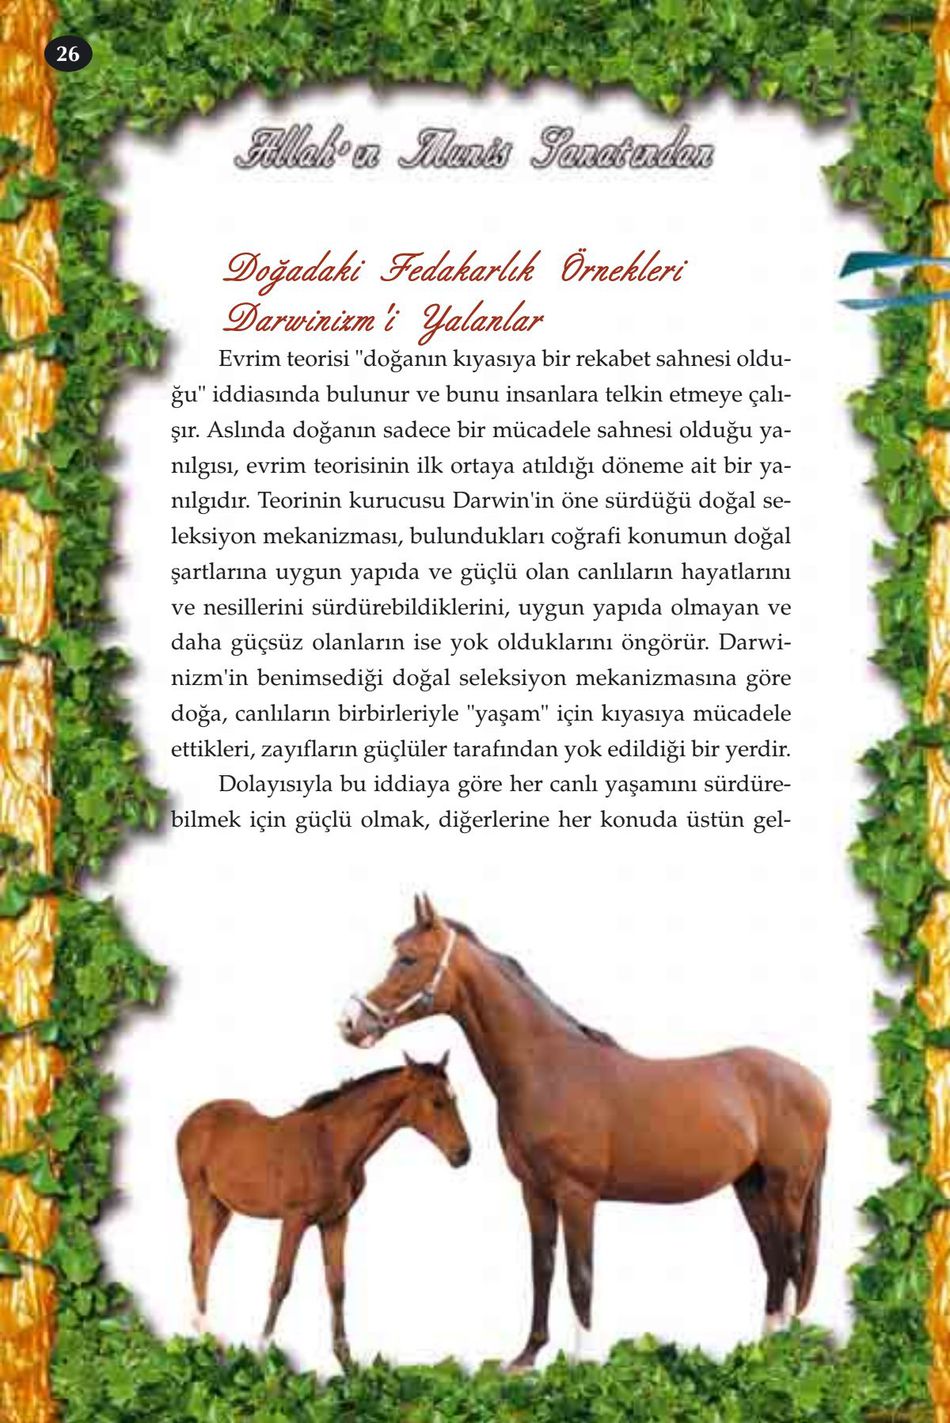 26
Allah'ın Munis Sanatından
Doğadaki Fedakarlık Örnekleri
Darwinizm'i Yalanlar
Evrim teorisi "doğanın kıyasıya bir rekabet sahnesi oldu-
ğu" iddiasında bulunur ve bunu insanlara telkin etmeye çalı-
şır. Aslında doğanın sadece bir mücadele sahnesi olduğu ya-
nılgısı, evrim teorisinin ilk ortaya atıldığı döneme ait bir ya-
nılgıdır. Teorinin kurucusu Darwin'in öne sürdüğü doğal se-
leksiyon mekanizması, bulundukları coğrafi konumun doğal
şartlarına uygun yapıda ve güçlü olan canlıların hayatlarını
ve nesillerini sürdürebildiklerini, uygun yapıda olmayan ve
daha güçsüz olanların ise yok olduklarını öngörür. Darwi-
nizm'in benimsediği doğal seleksiyon mekanizmasına göre
doğa, canlıların birbirleriyle "yaşam" için kıyasıya mücadele
ettikleri, zayıfların güçlüler tarafından yok edildiği bir yerdir.
Dolayısıyla bu iddiaya göre her canlı yaşamını sürdüre-
bilmek için güçlü olmak, diğerlerine her konuda üstün gel-